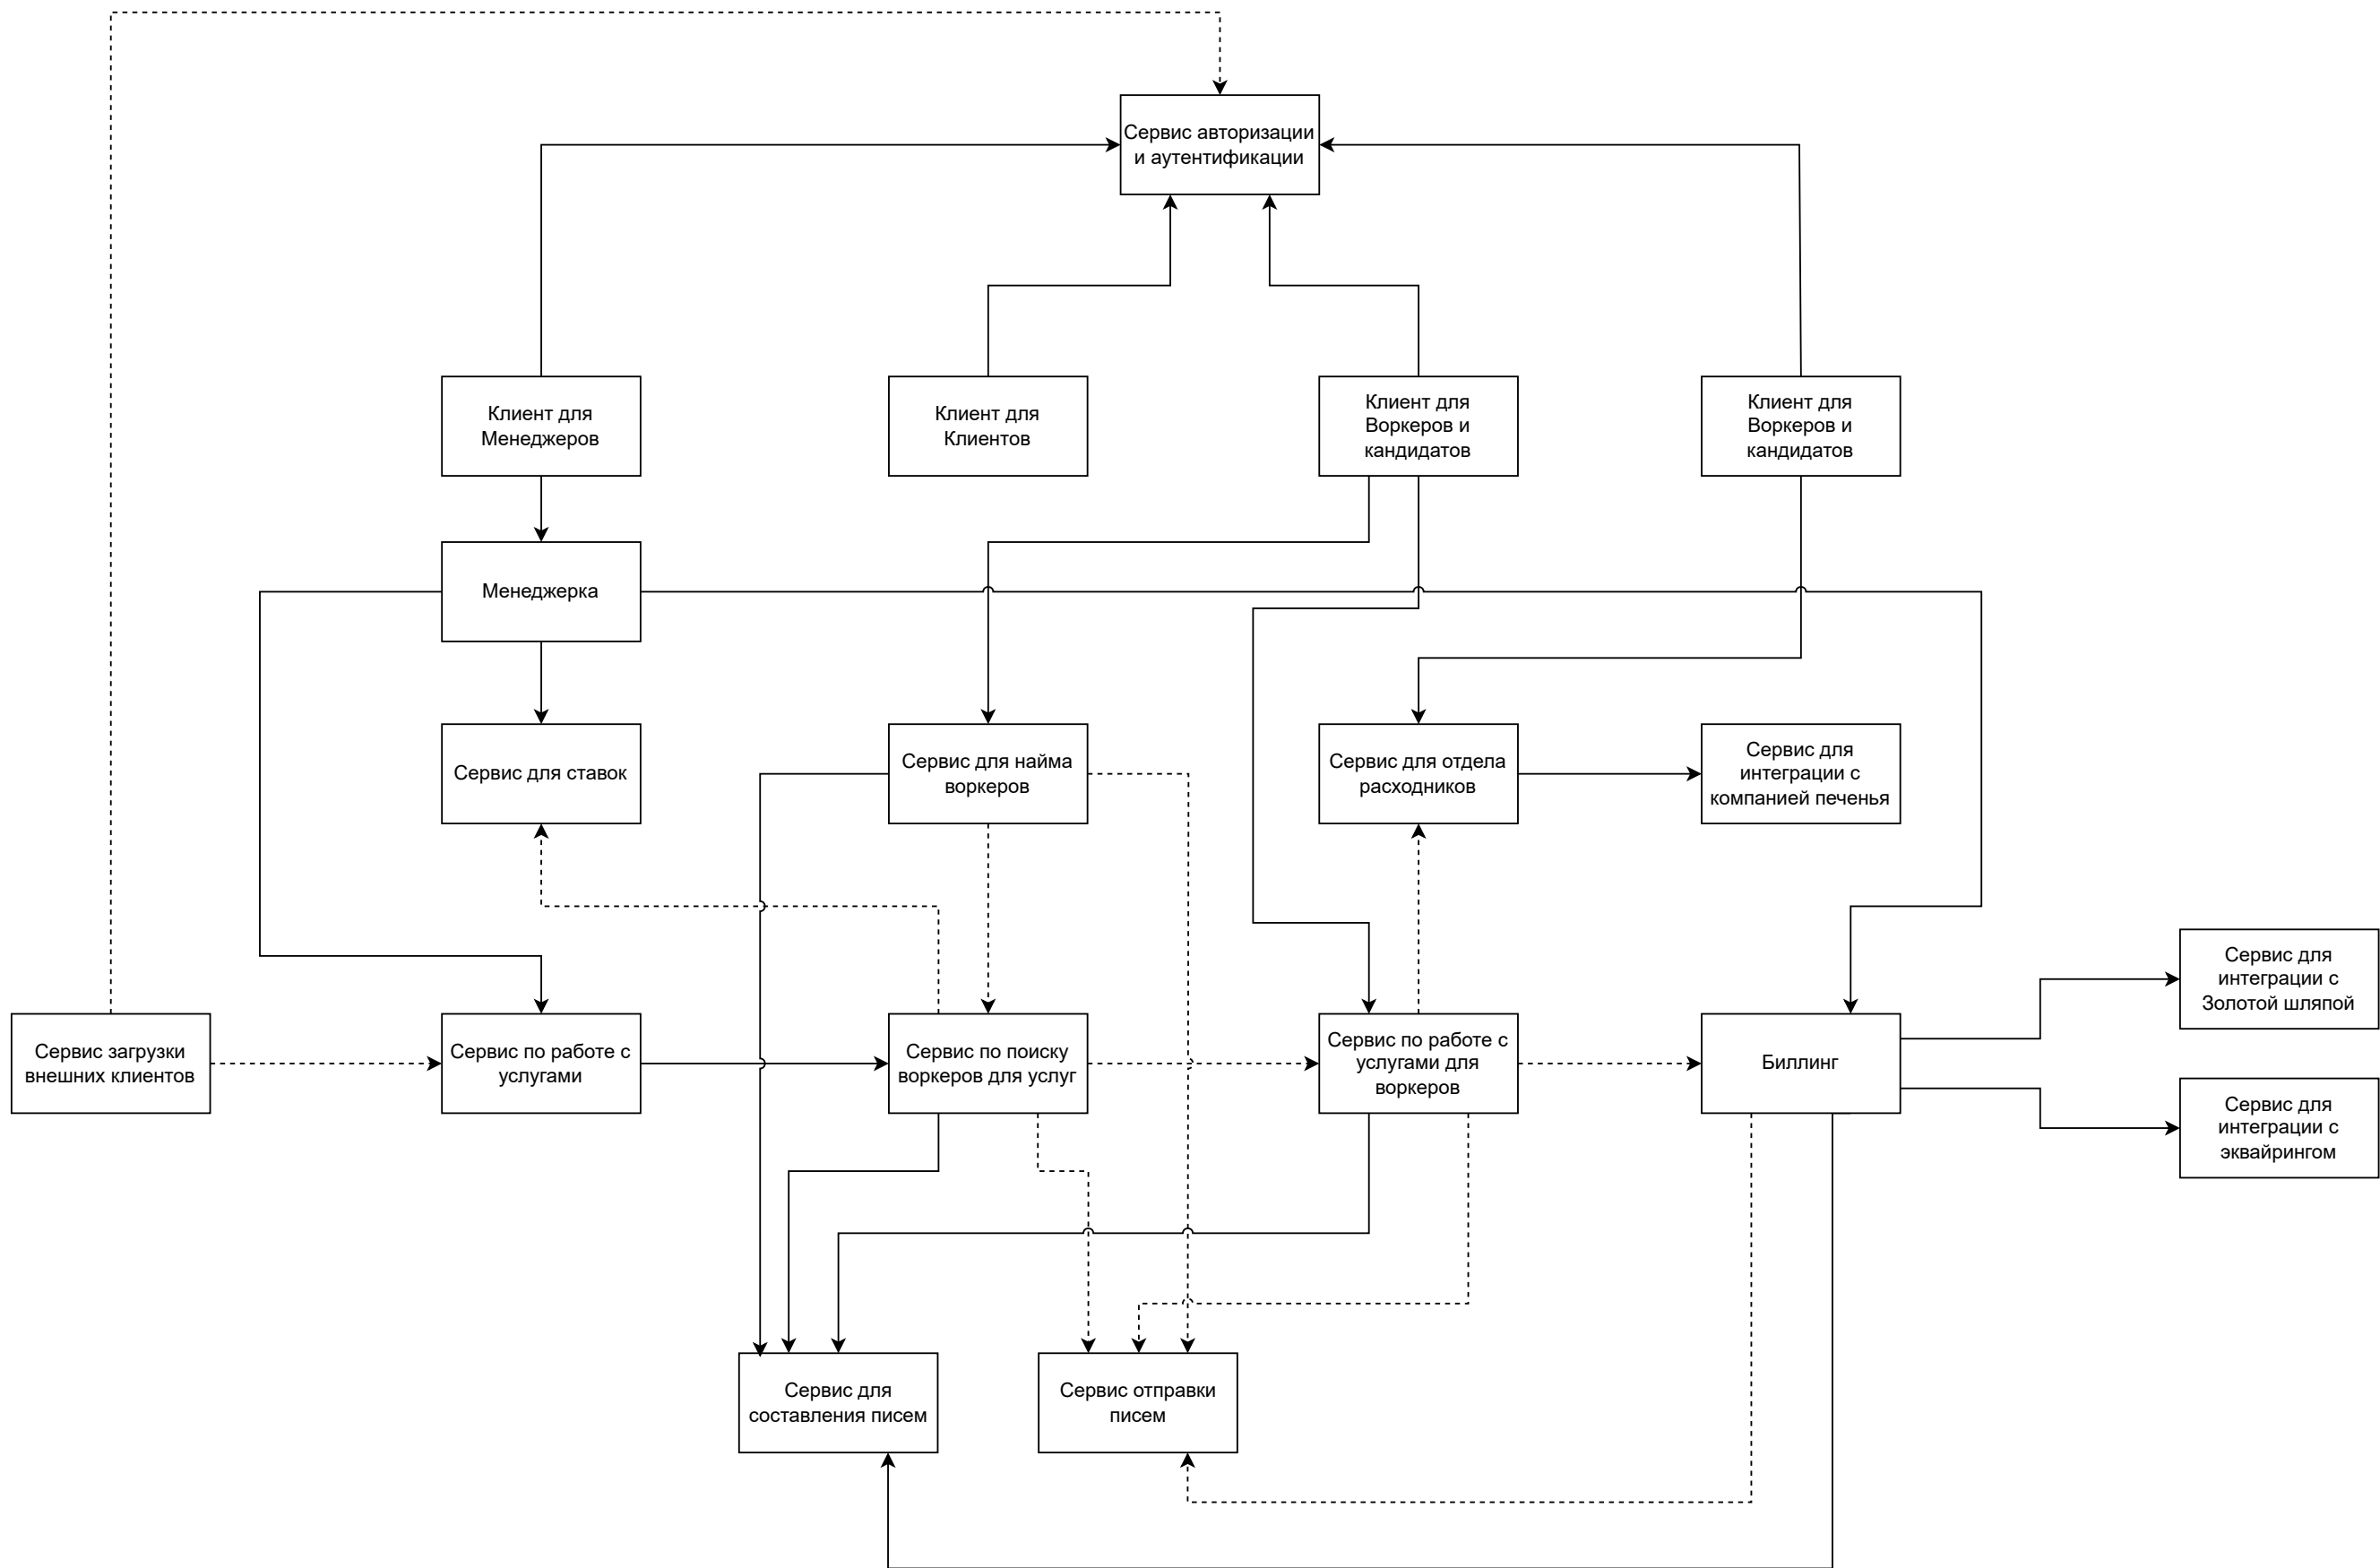 Сервис авторизации
и аутентификации
Клиент для
Менеджеров
Клиент для
Клиентов
Клиент для
Воркеров и
кандидатов
Клиент для
Воркеров и
кандидатов
Менеджерка
Сервис для ставок
Сервис для найма
воркеров
Сервис для отдела
расходников
Сервис для
интеграции с
компанией печенья
Сервис загрузки
внешних клиентов
Сервис по работе с
услугами
Сервис по поиску
воркеров для услуг
Сервис по работе с
услугами для
воркеров
Биллинг
Сервис для
интеграции с
Золотой шляпой
Сервис для
интеграции с
эквайрингом
Сервис для
составления писем
Сервис отправки
писем